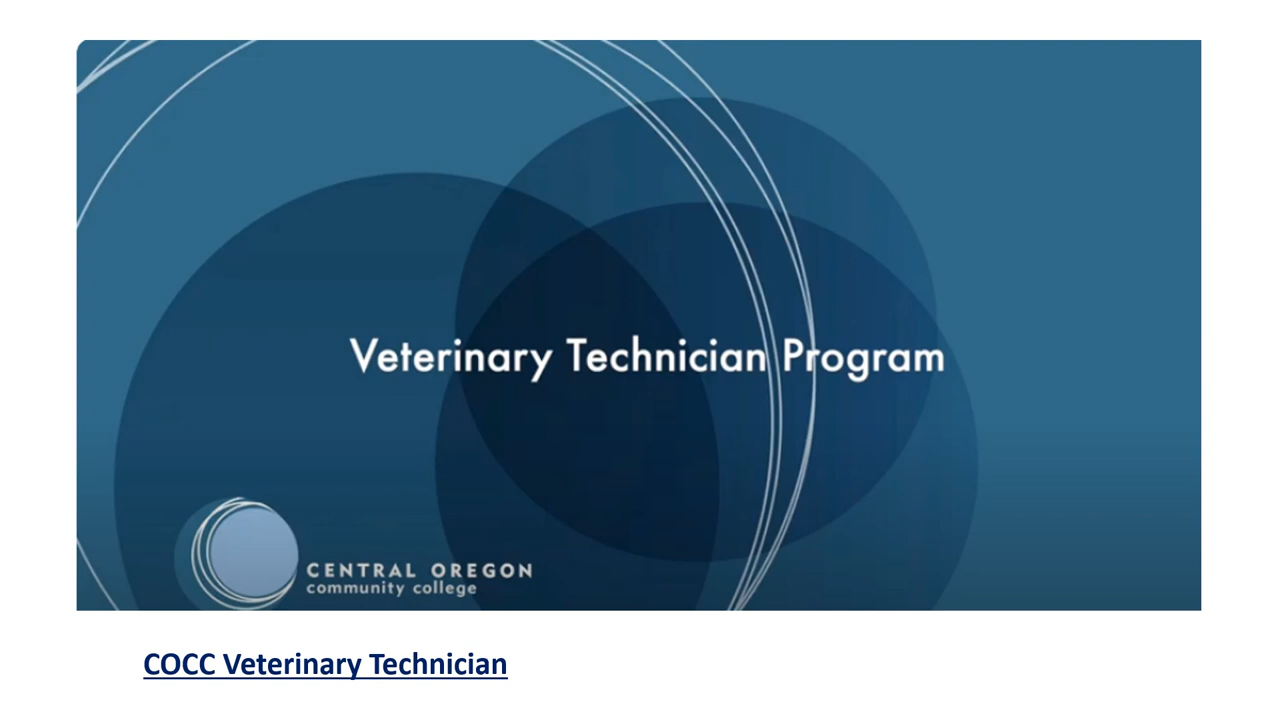 Veterinary Technician Program
CENTRAL OREGON
community college
COCC Veterinary Technician